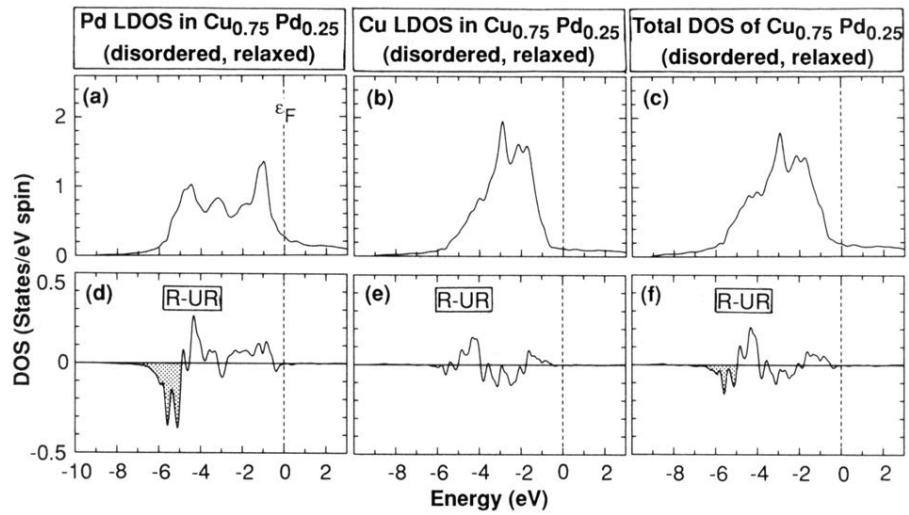 Pd LDOS in Cu0.75 Pd0.25
(disordered, relaxed)
Cu LDOS in Cu0.75 Pd0.25
(disordered, relaxed)
Total DOS of Cu0.75 Pd0.25
(disordered, relaxed)
(a)
εF
(b)
(c)
2
1
0
DOS (States/eV spin)
0.5
0
-0.5
(d)
R-UR
(e)
R-UR
(f)
R-UR
-10 -8 -6 -4 -2 0 2
-8 -6 -4 -2 0 2
-8 -6 -4 -2 0 2
Energy (eV)